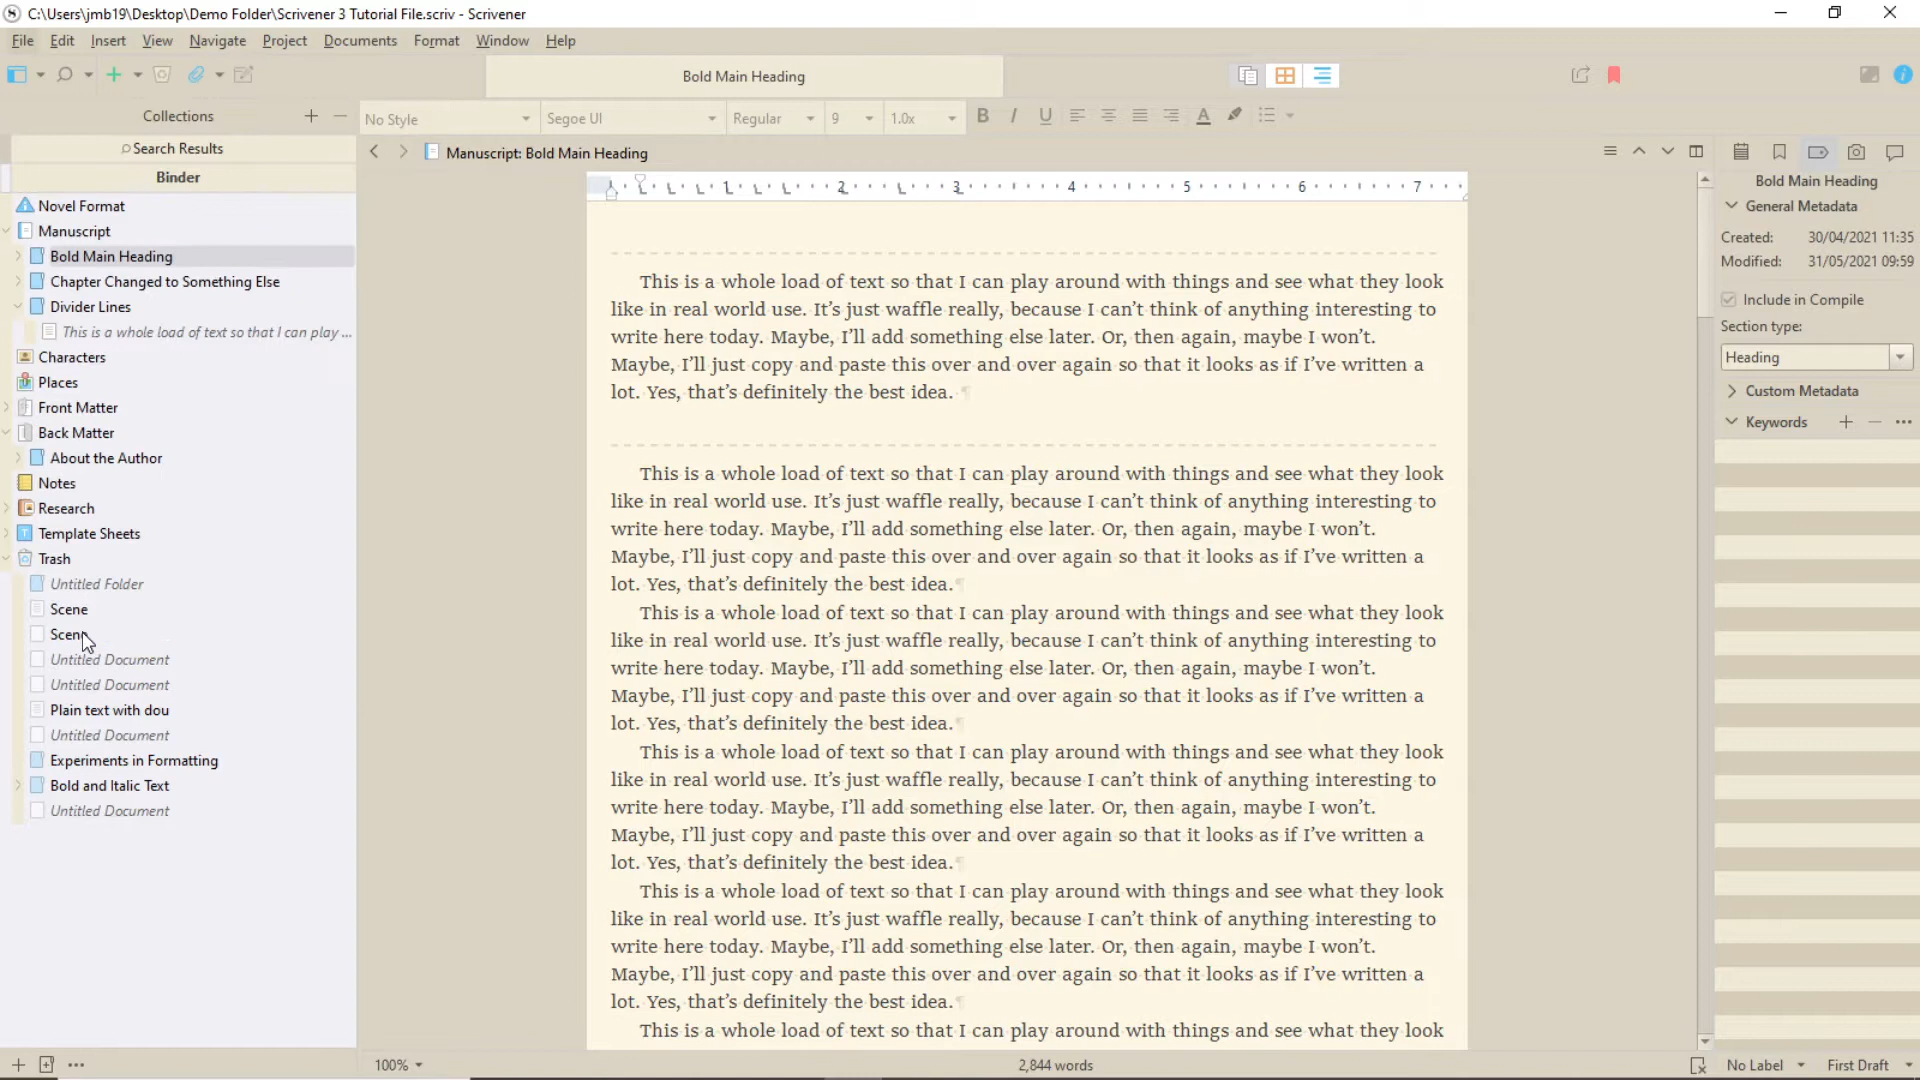 C:\Users\jmb19\Desktop\Demo Folder\Scrivener 3 Tutorial File.scriv - Scrivener
File Edit Insert View Navigate Project Documents Format Window Help
Bold Main Heading
Collections
No Style Segoe UI Regular 9 1.0x B I U A
Search Results
Binder
Manuscript: Bold Main Heading
1 2 3 4 5 6 7
Novel Format
Manuscript
Bold Main Heading
Chapter Changed to Something Else
Divider Lines
This is a whole load of text so that I can play ...
Characters
Places
Front Matter
Back Matter
About the Author
Notes
Research
Template Sheets
Trash
Untitled Folder
Scene
Scene
Untitled Document
Untitled Document
Plain text with dou
Untitled Document
Experiments in Formatting
Bold and Italic Text
Untitled Document
This is a whole load of text so that I can play around with things and see what they look
like in real world use. It’s just waffle really, because I can’t think of anything interesting to
write here today. Maybe, I’ll add something else later. Or, then again, maybe I won’t.
Maybe, I’ll just copy and paste this over and over again so that it looks as if I’ve written a
lot. Yes, that’s definitely the best idea. ¶
This is a whole load of text so that I can play around with things and see what they look
like in real world use. It’s just waffle really, because I can’t think of anything interesting to
write here today. Maybe, I’ll add something else later. Or, then again, maybe I won’t.
Maybe, I’ll just copy and paste this over and over again so that it looks as if I’ve written a
lot. Yes, that’s definitely the best idea.¶
This is a whole load of text so that I can play around with things and see what they look
like in real world use. It’s just waffle really, because I can’t think of anything interesting to
write here today. Maybe, I’ll add something else later. Or, then again, maybe I won’t.
Maybe, I’ll just copy and paste this over and over again so that it looks as if I’ve written a
lot. Yes, that’s definitely the best idea.¶
This is a whole load of text so that I can play around with things and see what they look
like in real world use. It’s just waffle really, because I can’t think of anything interesting to
write here today. Maybe, I’ll add something else later. Or, then again, maybe I won’t.
Maybe, I’ll just copy and paste this over and over again so that it looks as if I’ve written a
lot. Yes, that’s definitely the best idea.¶
This is a whole load of text so that I can play around with things and see what they look
like in real world use. It’s just waffle really, because I can’t think of anything interesting to
write here today. Maybe, I’ll add something else later. Or, then again, maybe I won’t.
Maybe, I’ll just copy and paste this over and over again so that it looks as if I’ve written a
lot. Yes, that’s definitely the best idea.¶
This is a whole load of text so that I can play around with things and see what they look
Bold Main Heading
General Metadata
Created: 30/04/2021 11:35
Modified: 31/05/2021 09:59
Include in Compile
Section type:
Heading
Custom Metadata
Keywords
100%
2,844 words
No Label
First Draft